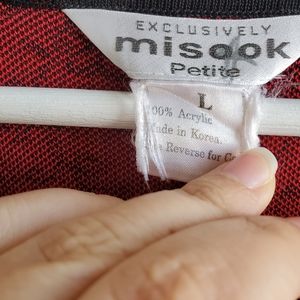 EXCLUSIVELY
misook
Petite
L
100% Acrylic
Made in Korea
Reverse for